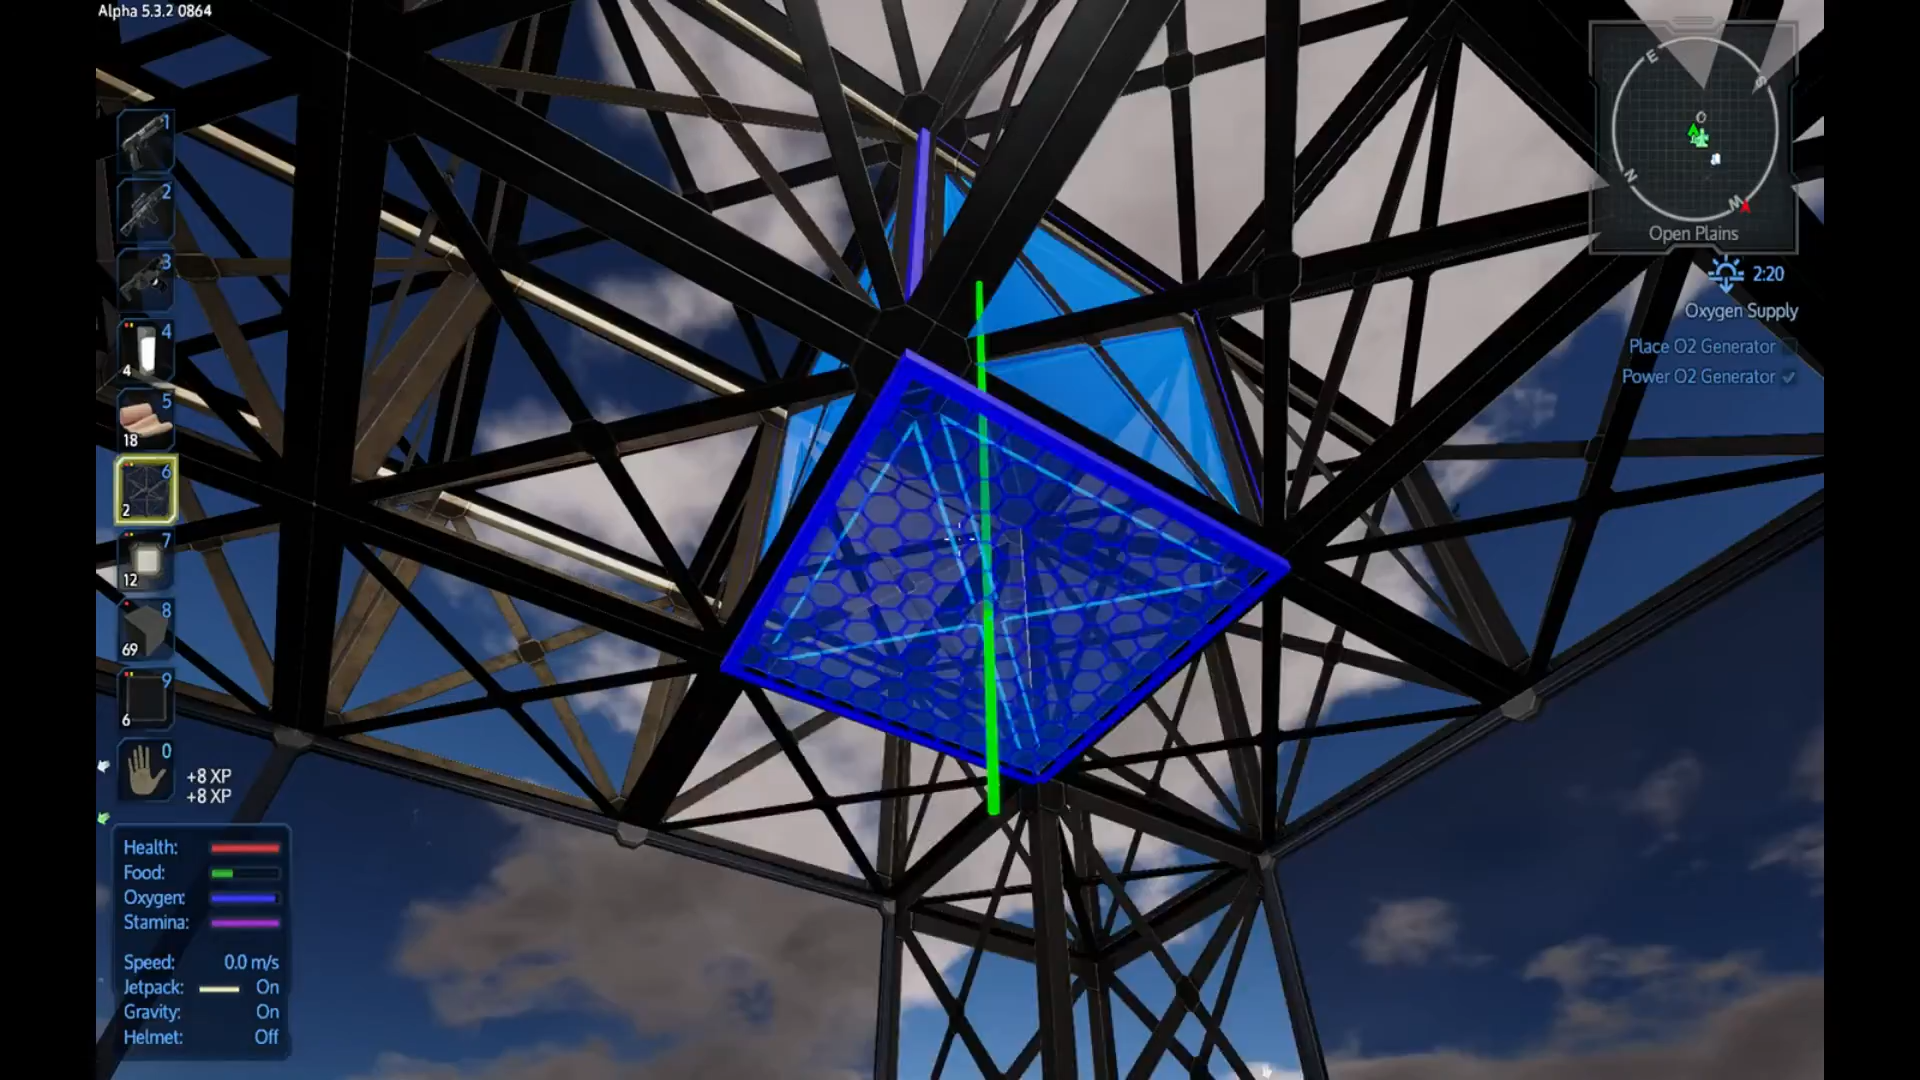 Alpha 5.3.2 0864
E
S
N
W
Open Plains
2:20
Oxygen Supply
Place O2 Generator
Power O2 Generator
1
2
3
4
4
5
18
6
2
7
12
8
69
9
6
0
+8 XP
+8 XP
Health:
Food:
Oxygen:
Stamina:
Speed: 0.0 m/s
Jetpack: On
Gravity: On
Helmet: Off